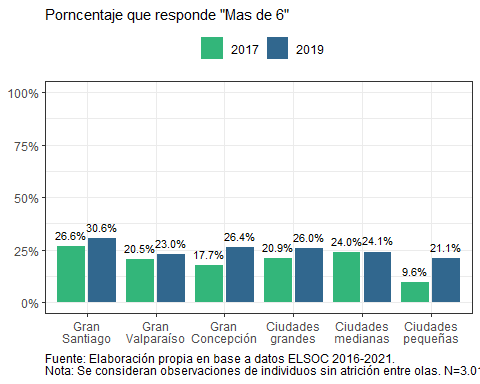 Porncentaje que responde "Mas de 6"
2017 2019
100%
75%
50%
25%
0%
26.6% 30.6% 20.5% 23.0% 17.7% 26.4% 20.9% 26.0% 24.0% 24.1% 9.6% 21.1%
Gran Santiago
Gran Valparaíso
Gran Concepción
Ciudades grandes
Ciudades medianas
Ciudades pequeñas
Fuente: Elaboración propia en base a datos ELSOC 2016-2021.
Nota: Se consideran observaciones de individuos sin atrición entre olas.